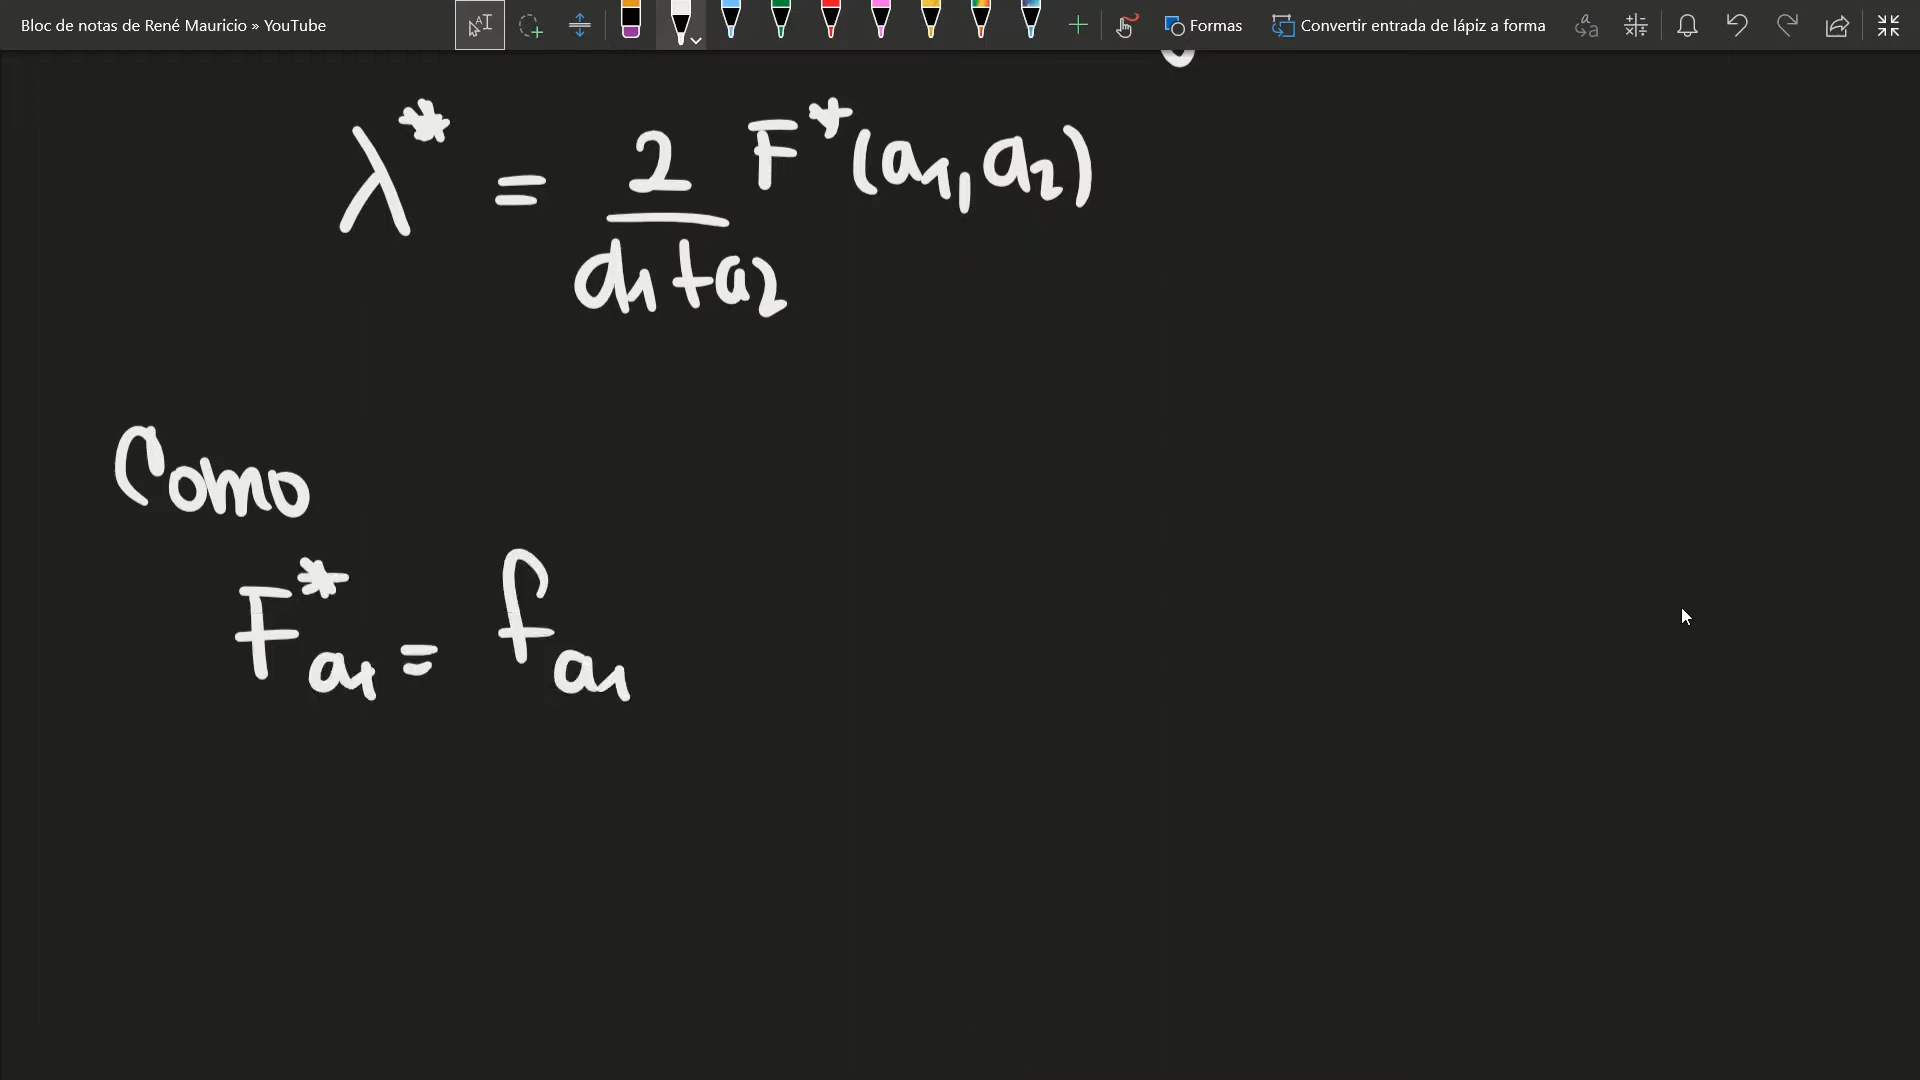 Bloc de notas de René Mauricio » YouTube
Formas
Convertir entrada de lápiz a forma
λ* = 2/(a1+a2) F*(a1,a2)
Como
F*a1 = fa1